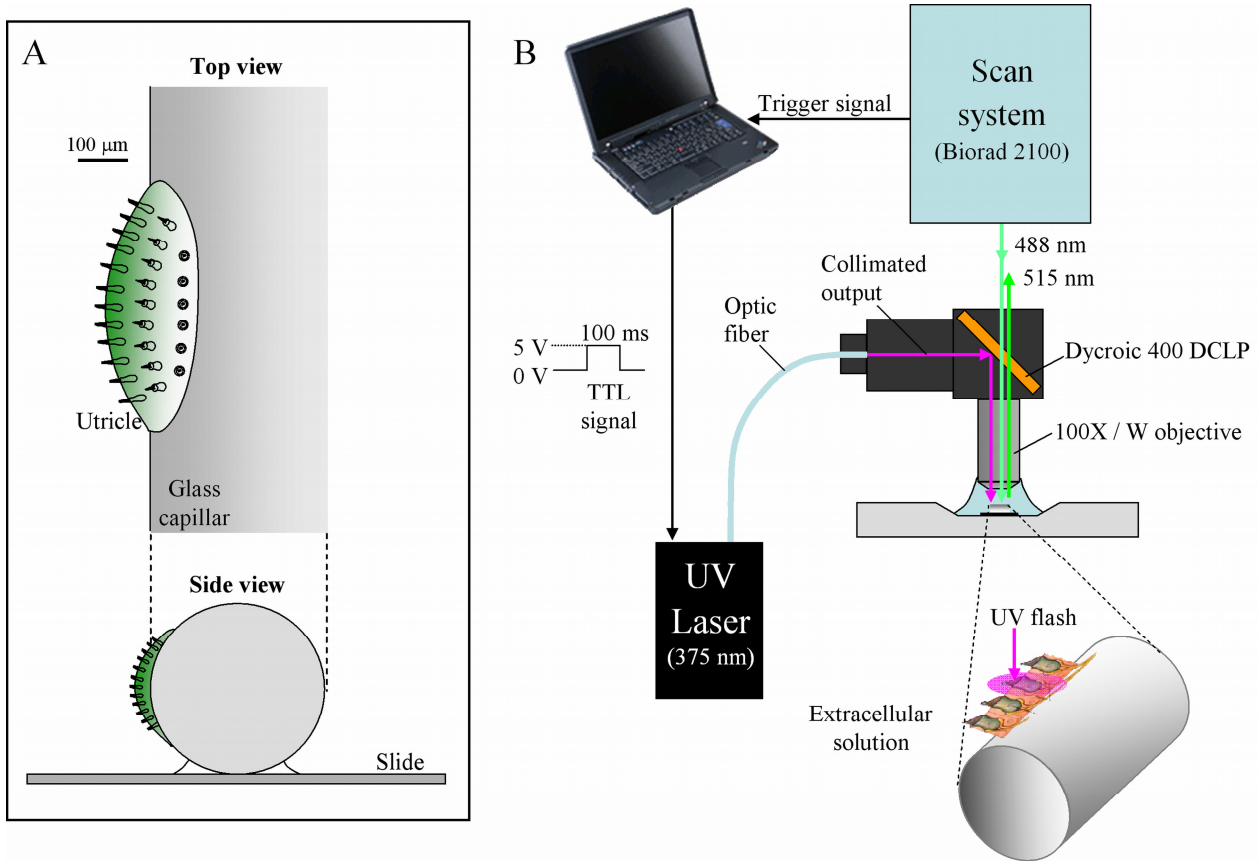 A
Top view
100 µm
Utricle
Glass
capillar
Side view
Slide
B
Trigger signal
Scan
system
(Biorad 2100)
488 nm
515 nm
Collimated
output
Optic
fiber
Dycroic 400 DCLP
100X / W objective
5 V
100 ms
0 V
TTL
signal
UV
Laser
(375 nm)
UV flash
Extracellular
solution